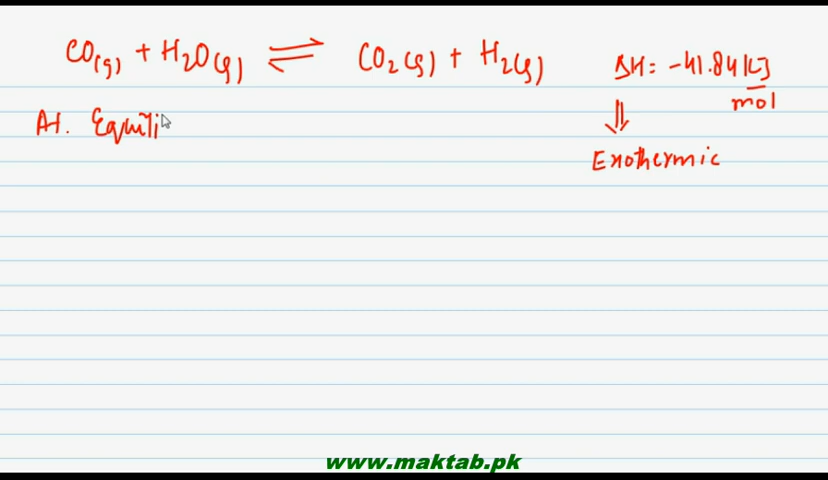 CO(g) + H2O(g) ⇌ CO2(g) + H2(g) ΔH = -41.84 kJ/mol
⇓
At. Equili
Exothermic
www.maktab.pk